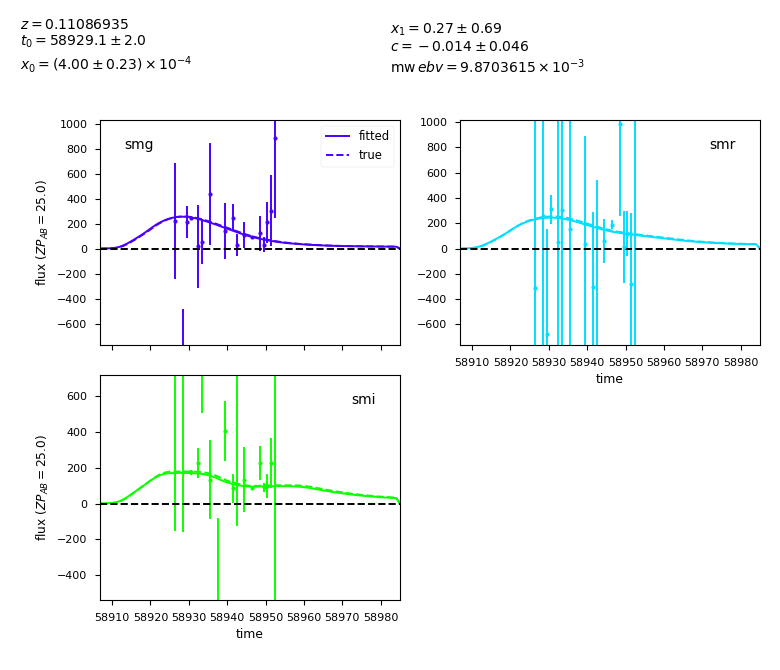 z = 0.11086935
t₀ = 58929.1 ± 2.0
x₀ = (4.00 ± 0.23) × 10⁻⁴
x₁ = 0.27 ± 0.69
c = −0.014 ± 0.046
mw ebv = 9.8703615 × 10⁻³
smg
fitted
true
1000
800
600
400
200
0
−200
−400
−600
flux (ZP_AB = 25.0)
smr
1000
800
600
400
200
0
−200
−400
−600
58910 58920 58930 58940 58950 58960 58970 58980
time
smi
600
400
200
0
−200
−400
flux (ZP_AB = 25.0)
58910 58920 58930 58940 58950 58960 58970 58980
time